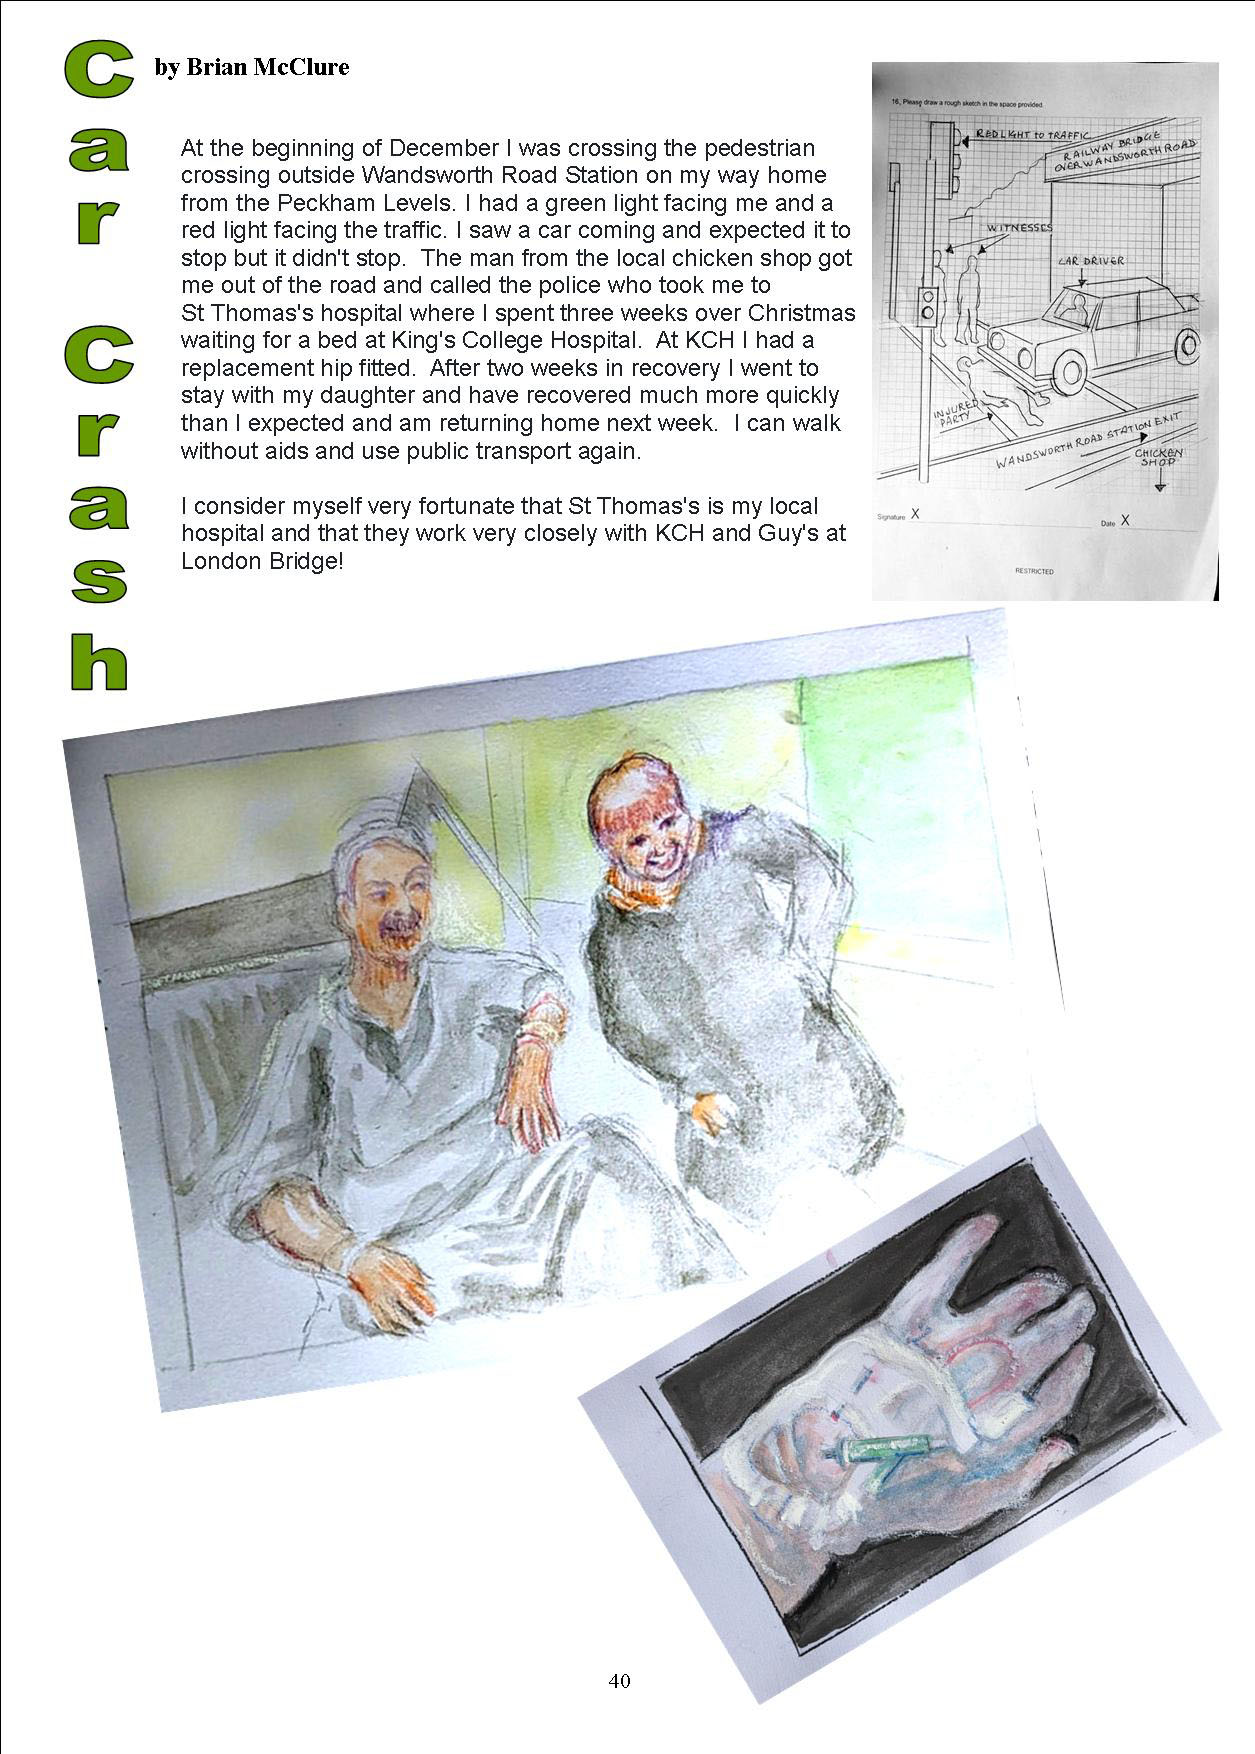 Car Crash
by Brian McClure
At the beginning of December I was crossing the pedestrian
crossing outside Wandsworth Road Station on my way home
from the Peckham Levels. I had a green light facing me and a
red light facing the traffic. I saw a car coming and expected it to
stop but it didn't stop.  The man from the local chicken shop got
me out of the road and called the police who took me to
St Thomas's hospital where I spent three weeks over Christmas
waiting for a bed at King's College Hospital.  At KCH I had a
replacement hip fitted.  After two weeks in recovery I went to
stay with my daughter and have recovered much more quickly
than I expected and am returning home next week.  I can walk
without aids and use public transport again.
I consider myself very fortunate that St Thomas's is my local
hospital and that they work very closely with KCH and Guy's at
London Bridge!
16, Please draw a rough sketch in the space provided.
RED LIGHT to TRAFFIC
RAILWAY BRIDGE
OVER WANDSWORTH ROAD
WITNESSES
CAR DRIVER
INJURED
PARTY
WANDSWORTH ROAD STATION EXIT
CHICKEN
SHOP
Signature X
Date X
RESTRICTED
40